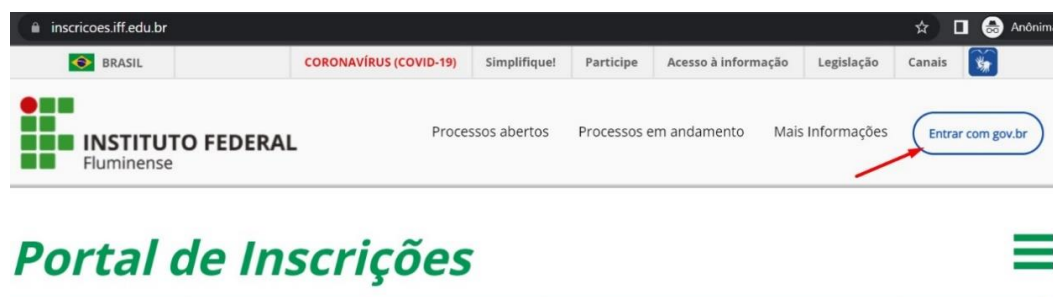 inscricoes.iff.edu.br Anônima
BRASIL CORONAVÍRUS (COVID-19) Simplifique! Participe Acesso à informação Legislação Canais
INSTITUTO FEDERAL
Fluminense
Processos abertos Processos em andamento Mais Informações Entrar com gov.br
Portal de Inscrições